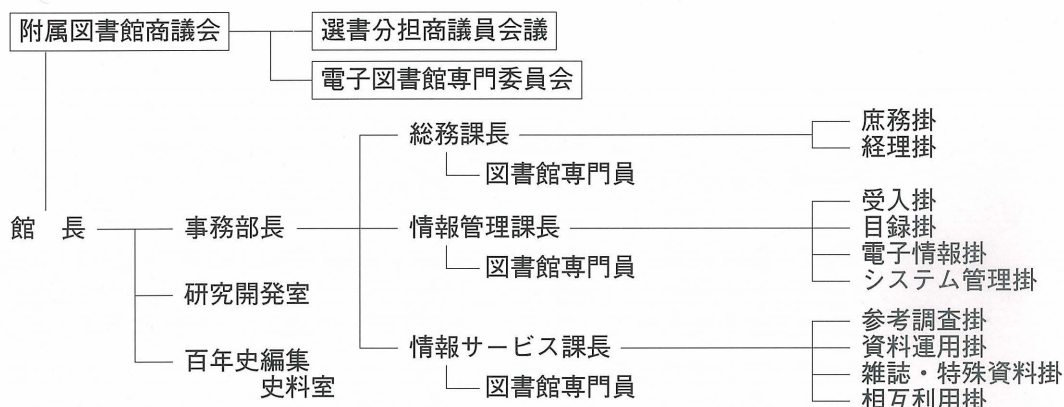 附属図書館商議会
選書分担商議員会議
電子図書館専門委員会
総務課長
図書館専門員
庶務掛
経理掛
館 長
事務部長
情報管理課長
図書館専門員
受入掛
目録掛
電子情報掛
システム管理掛
研究開発室
百年史編集
史料室
情報サービス課長
図書館専門員
参考調査掛
資料運用掛
雑誌・特殊資料掛
相互利用掛